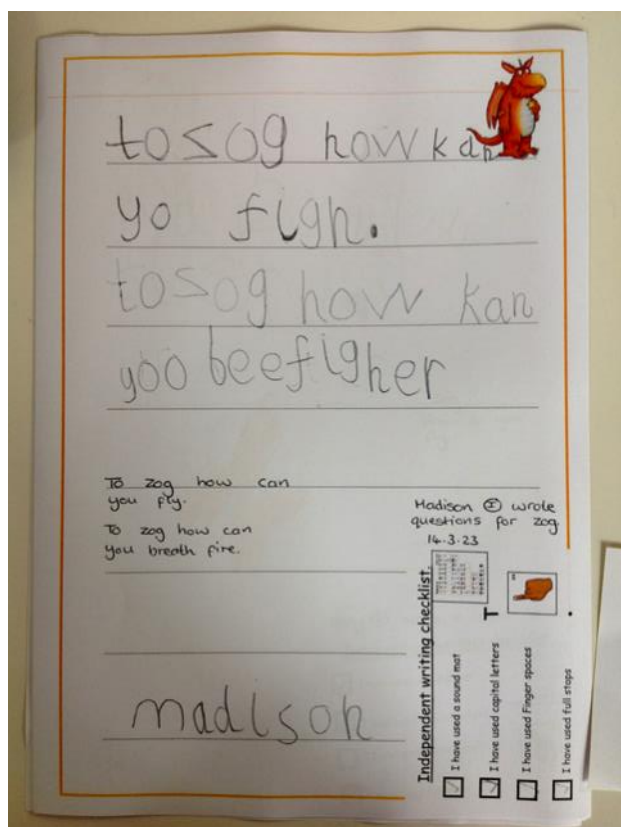 to zog how kan
yo figh.
to zog how kan
yoo beefigher
To zog how can
you fly.
To zog how can
you breath fire.
Madison I wrote
questions for zog.
14.3.23
madison
Independent writing checklist.
I have used a sound mat
I have used capital letters T
I have used Finger spaces
I have used full stops .